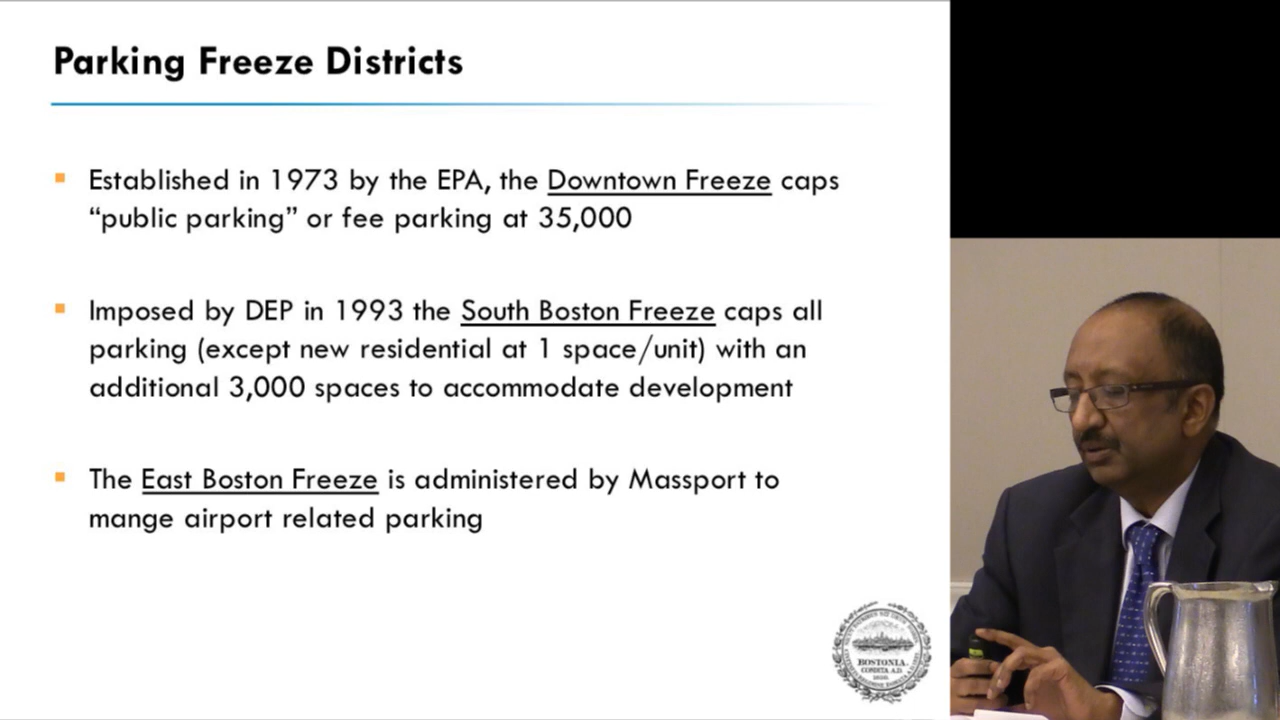 Parking Freeze Districts
Established in 1973 by the EPA, the Downtown Freeze caps
“public parking” or fee parking at 35,000
Imposed by DEP in 1993 the South Boston Freeze caps all
parking (except new residential at 1 space/unit) with an
additional 3,000 spaces to accommodate development
The East Boston Freeze is administered by Massport to
mange airport related parking
BOSTONIA.
CONDITA A.D.